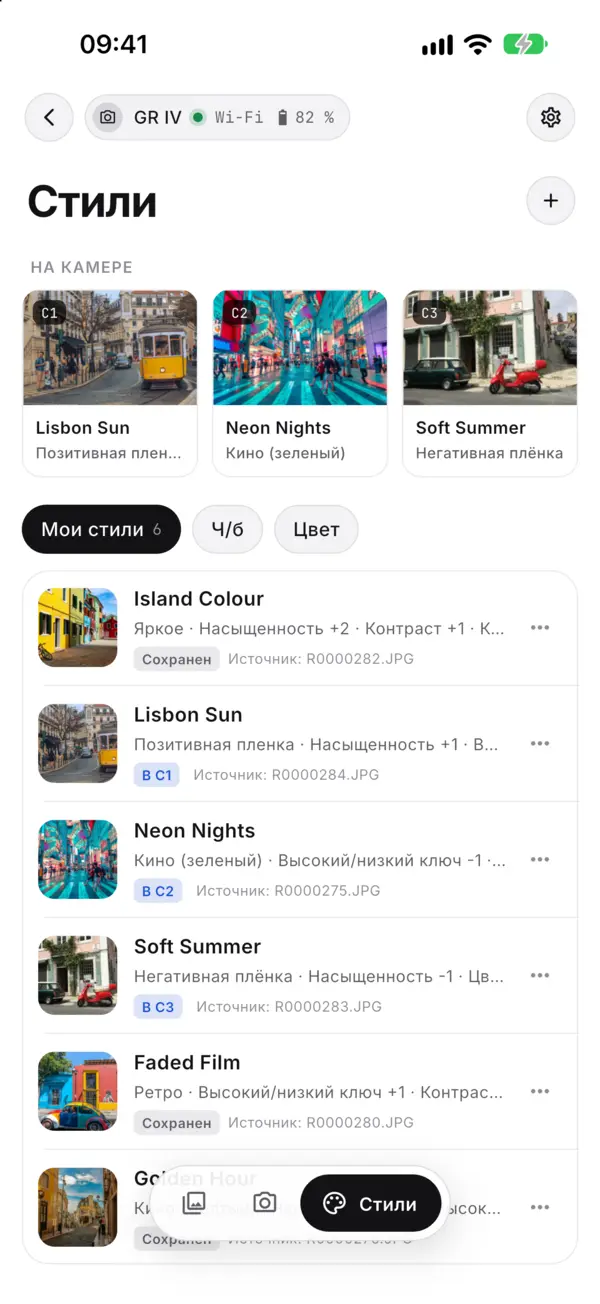 09:41
GR IV Wi-Fi 82 %
Стили
НА КАМЕРЕ
C1
C2
C3
Lisbon Sun
Позитивная плен...
Neon Nights
Кино (зеленый)
Soft Summer
Негативная плёнка
Мои стили 6
Ч/б
Цвет
Island Colour
Яркое · Насыщенность +2 · Контраст +1 · К...
Сохранен Источник: R0000282.JPG
Lisbon Sun
Позитивная пленка · Насыщенность +1 · В...
В C1 Источник: R0000284.JPG
Neon Nights
Кино (зеленый) · Высокий/низкий ключ -1 ·...
В C2 Источник: R0000275.JPG
Soft Summer
Негативная плёнка · Насыщенность -1 · Цв...
В C3 Источник: R0000283.JPG
Faded Film
Ретро · Высокий/низкий ключ +1 · Контрас...
Сохранен Источник: R0000280.JPG
Golden Hour
Сохранен
Стили